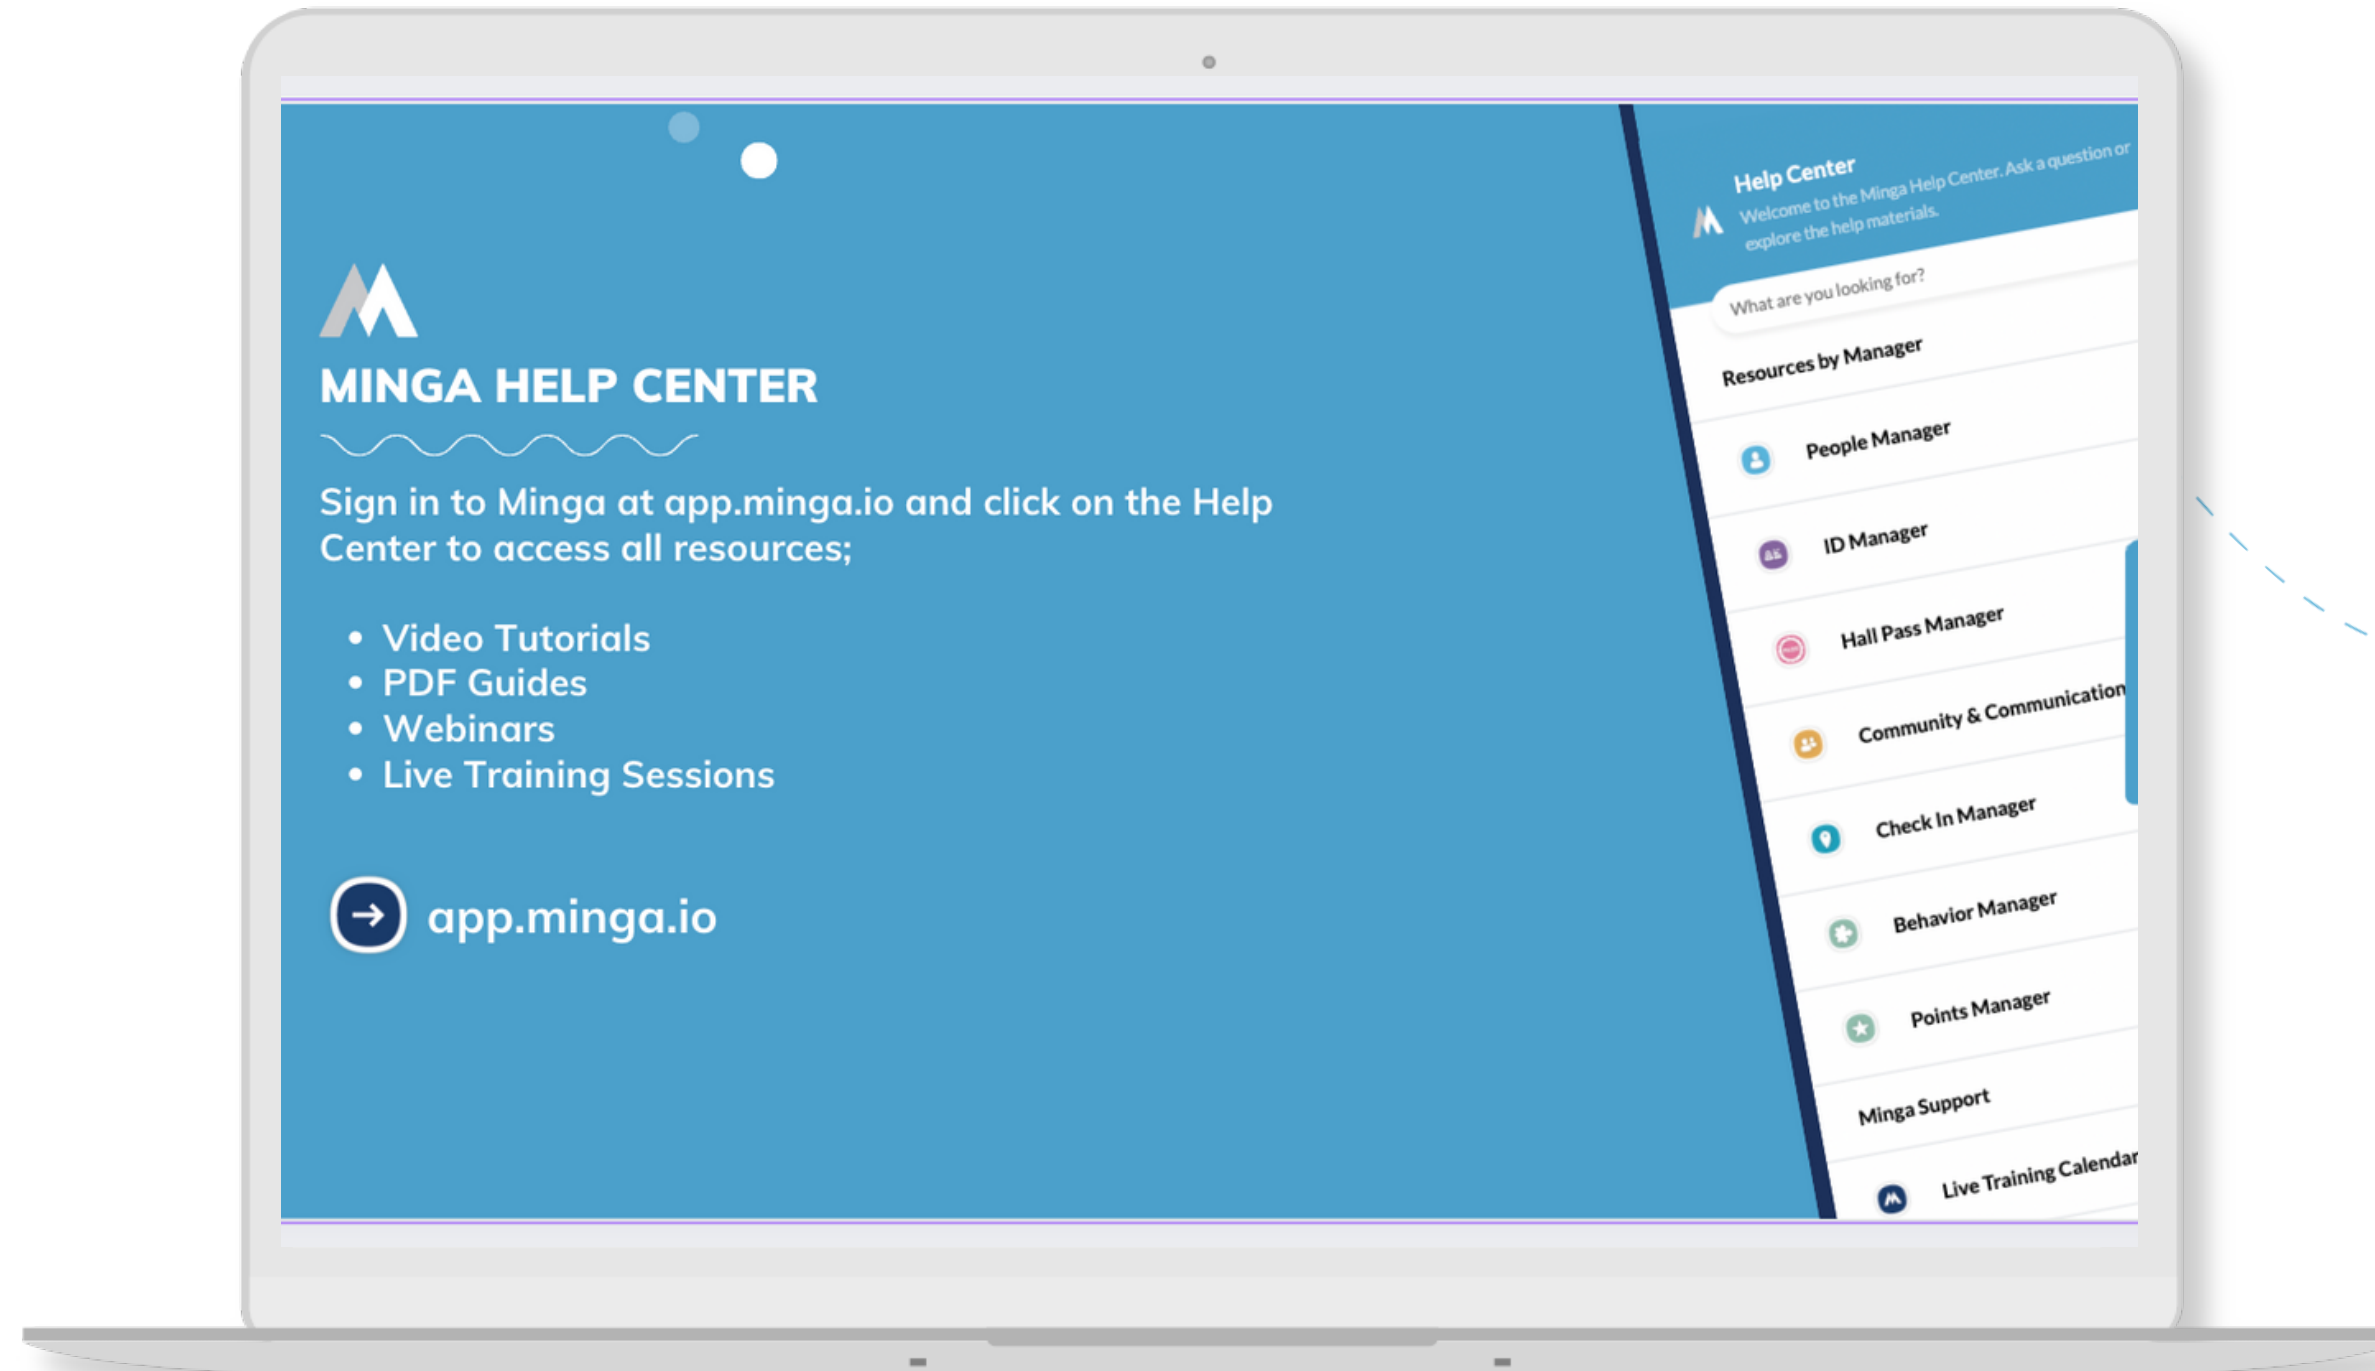 MINGA HELP CENTER
Sign in to Minga at app.minga.io and click on the Help
Center to access all resources;
• Video Tutorials
• PDF Guides
• Webinars
• Live Training Sessions
app.minga.io
Help Center
Welcome to the Minga Help Center. Ask a question or
explore the help materials.
What are you looking for?
Resources by Manager
People Manager
ID Manager
Hall Pass Manager
Community & Communication
Check In Manager
Behavior Manager
Points Manager
Minga Support
Live Training Calendar